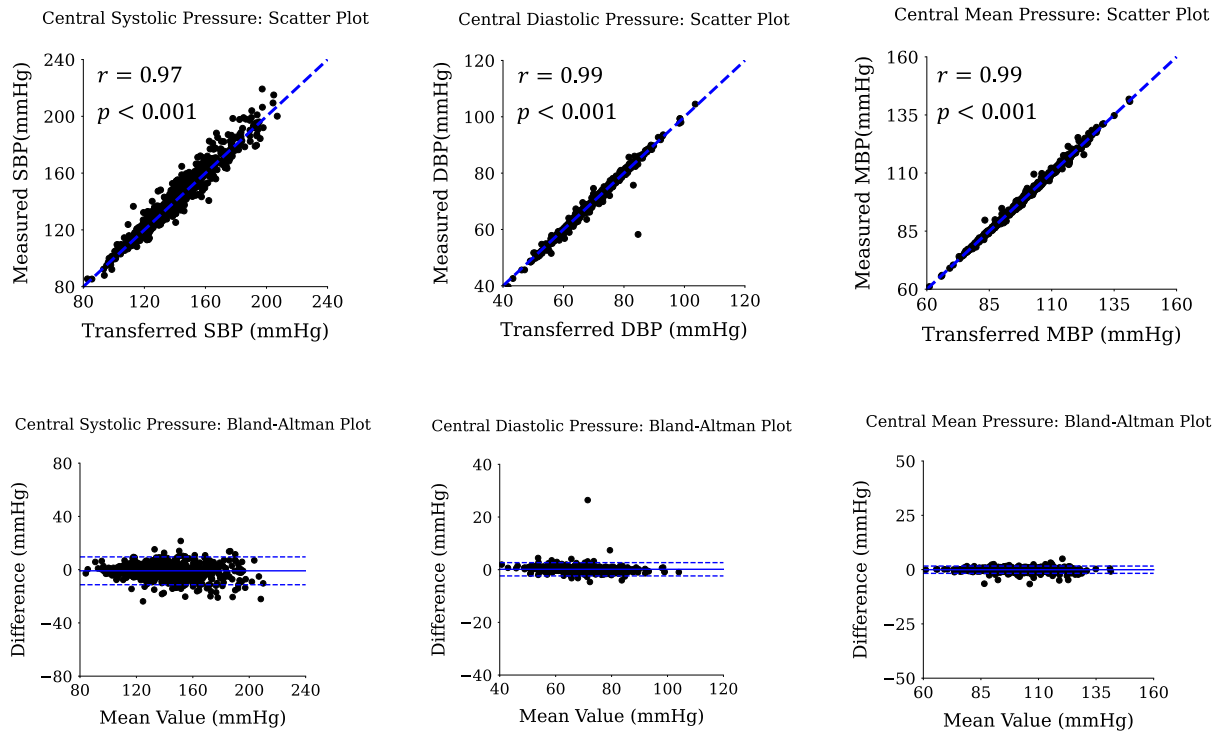 Central Systolic Pressure: Scatter Plot
240
200
160
120
80
r = 0.97
p < 0.001
Measured SBP(mmHg)
80 120 160 200 240
Transferred SBP (mmHg)
Central Diastolic Pressure: Scatter Plot
120
100
80
60
40
r = 0.99
p < 0.001
Measured DBP(mmHg)
40 60 80 100 120
Transferred DBP (mmHg)
Central Mean Pressure: Scatter Plot
160
135
110
85
60
r = 0.99
p < 0.001
Measured MBP(mmHg)
60 85 110 135 160
Transferred MBP (mmHg)
Central Systolic Pressure: Bland-Altman Plot
80
40
0
−40
−80
Difference (mmHg)
80 120 160 200 240
Mean Value (mmHg)
Central Diastolic Pressure: Bland-Altman Plot
40
20
0
−20
−40
Difference (mmHg)
40 60 80 100 120
Mean Value (mmHg)
Central Mean Pressure: Bland-Altman Plot
50
25
0
−25
−50
Difference (mmHg)
60 85 110 135 160
Mean Value (mmHg)